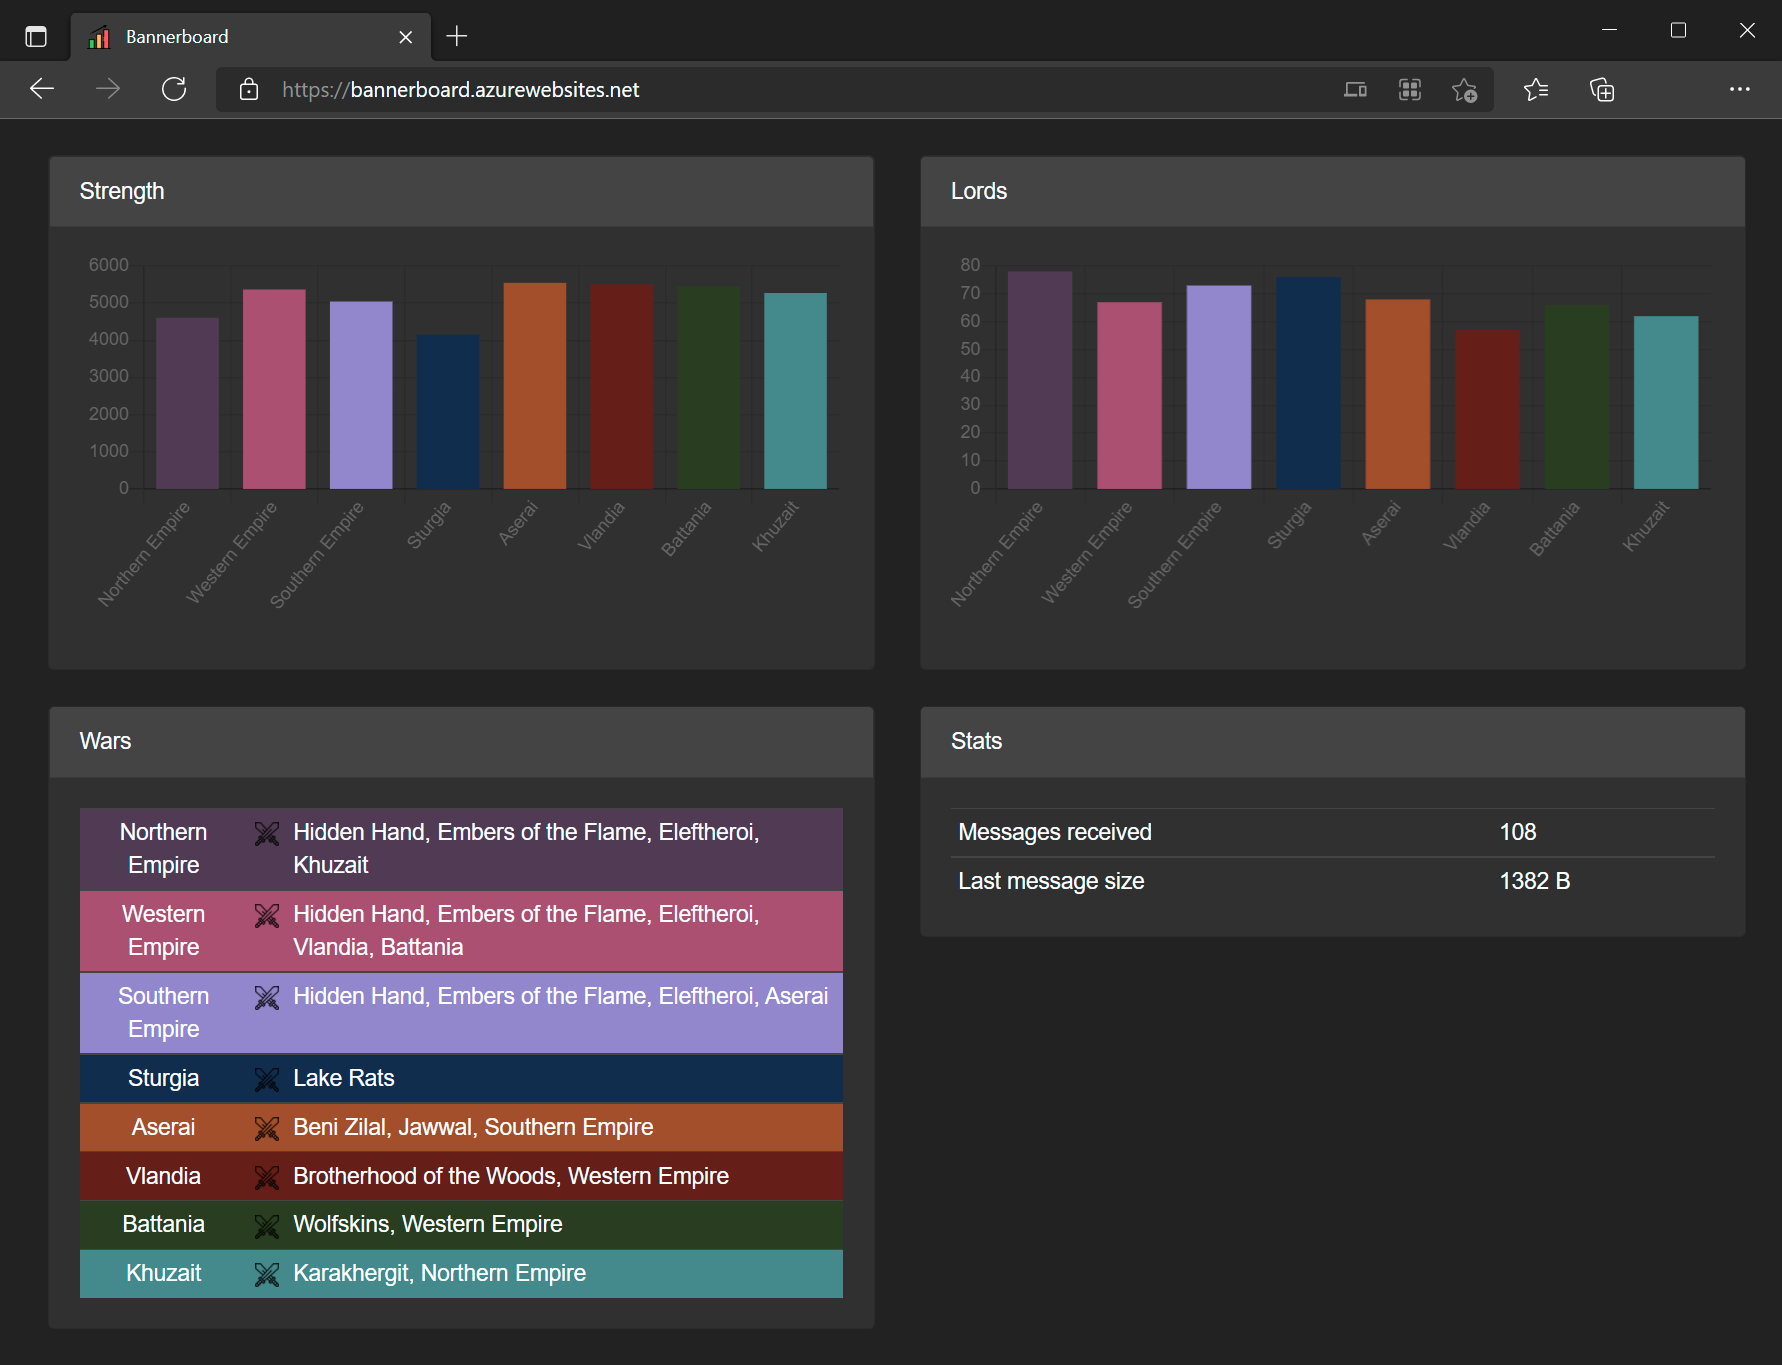 Bannerboard
https://bannerboard.azurewebsites.net
Strength
6000
5000
4000
3000
2000
1000
0
Northern Empire
Western Empire
Southern Empire
Sturgia
Aserai
Vlandia
Battania
Khuzait
Lords
80
70
60
50
40
30
20
10
0
Northern Empire
Western Empire
Southern Empire
Sturgia
Aserai
Vlandia
Battania
Khuzait
Wars
Northern
Empire
Hidden Hand, Embers of the Flame, Eleftheroi,
Khuzait
Western
Empire
Hidden Hand, Embers of the Flame, Eleftheroi,
Vlandia, Battania
Southern
Empire
Hidden Hand, Embers of the Flame, Eleftheroi, Aserai
Sturgia
Lake Rats
Aserai
Beni Zilal, Jawwal, Southern Empire
Vlandia
Brotherhood of the Woods, Western Empire
Battania
Wolfskins, Western Empire
Khuzait
Karakhergit, Northern Empire
Stats
Messages received
108
Last message size
1382 B